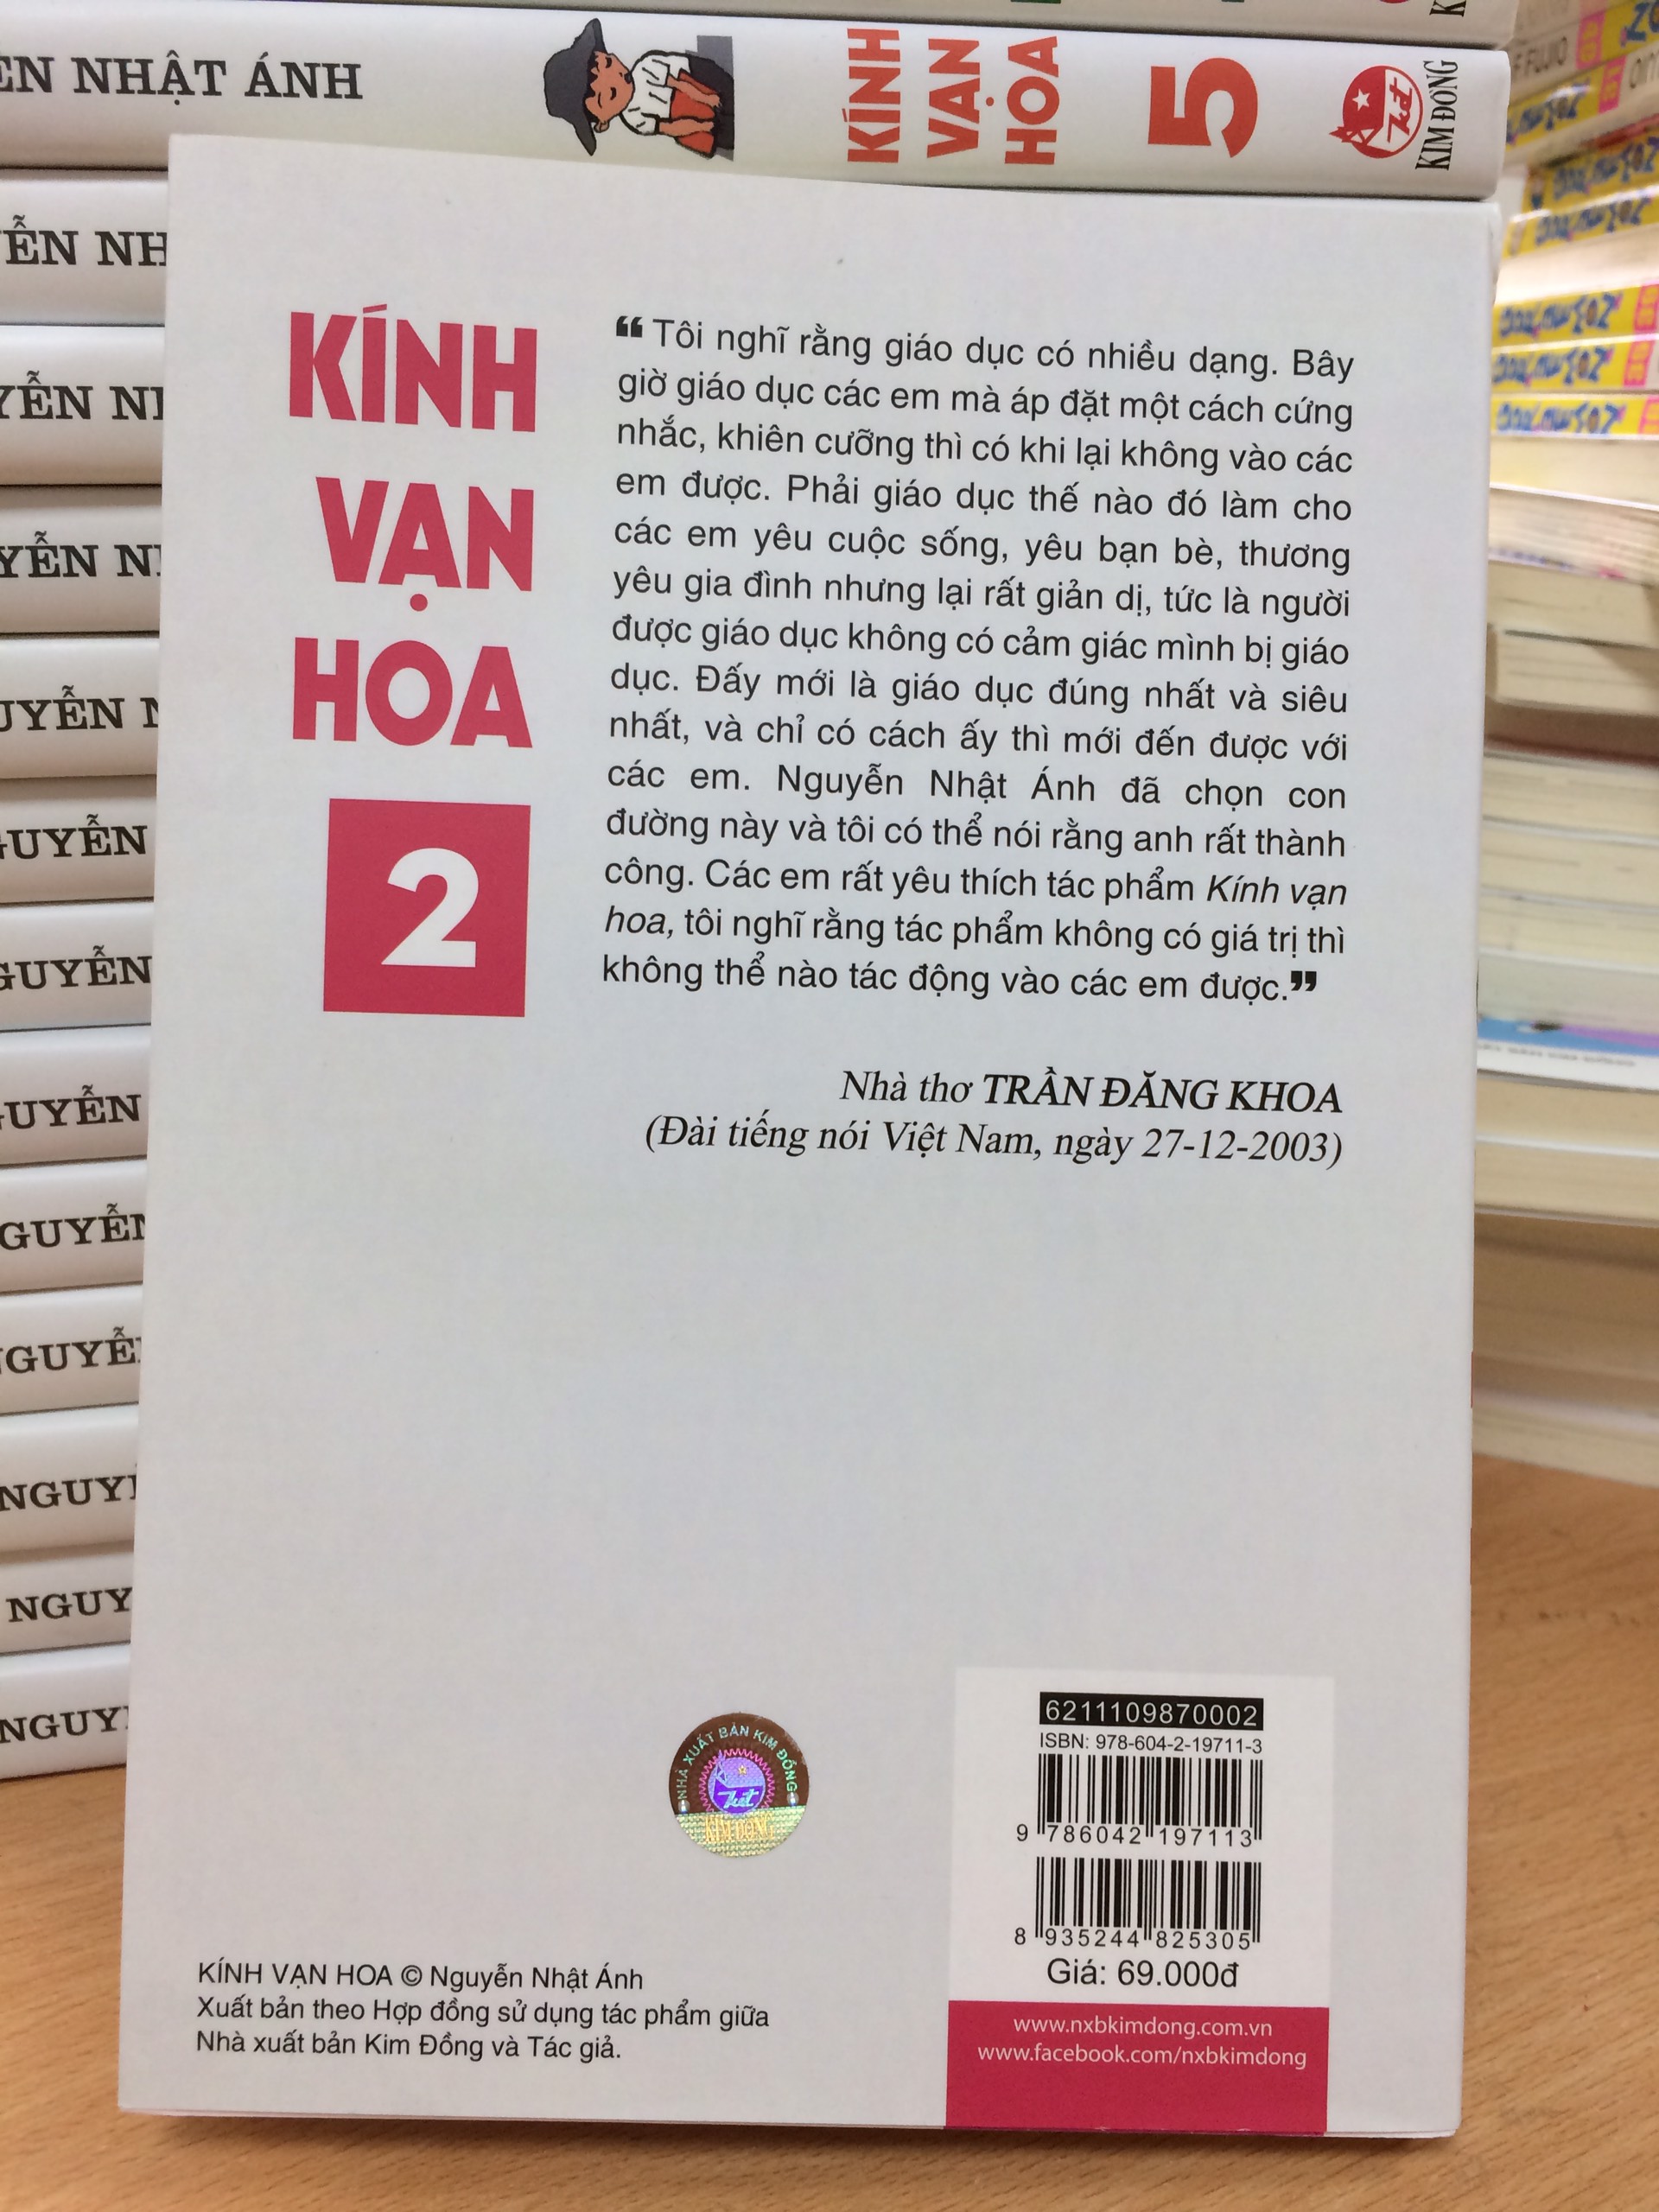 NHẬT ÁNH
KÍNH
VẠN
HOA
5
KIM ĐỒNG
KÍNH
VẠN
HOA
2
❝ Tôi nghĩ rằng giáo dục có nhiều dạng. Bây
giờ giáo dục các em mà áp đặt một cách cứng
nhắc, khiên cưỡng thì có khi lại không vào các
em được. Phải giáo dục thế nào đó làm cho
các em yêu cuộc sống, yêu bạn bè, thương
yêu gia đình nhưng lại rất giản dị, tức là người
được giáo dục không có cảm giác mình bị giáo
dục. Đấy mới là giáo dục đúng nhất và siêu
nhất, và chỉ có cách ấy thì mới đến được với
các em. Nguyễn Nhật Ánh đã chọn con
đường này và tôi có thể nói rằng anh rất thành
công. Các em rất yêu thích tác phẩm Kính vạn
hoa, tôi nghĩ rằng tác phẩm không có giá trị thì
không thể nào tác động vào các em được.❞
Nhà thơ TRẦN ĐĂNG KHOA
(Đài tiếng nói Việt Nam, ngày 27-12-2003)
NHÀ XUẤT BẢN KIM ĐỒNG
KIM ĐỒNG
6211109870002
ISBN: 978-604-2-19711-3
9 786042 197113
8 935244 825305
Giá: 69.000đ
www.nxbkimdong.com.vn
www.facebook.com/nxbkimdong
KÍNH VẠN HOA © Nguyễn Nhật Ánh
Xuất bản theo Hợp đồng sử dụng tác phẩm giữa
Nhà xuất bản Kim Đồng và Tác giả.